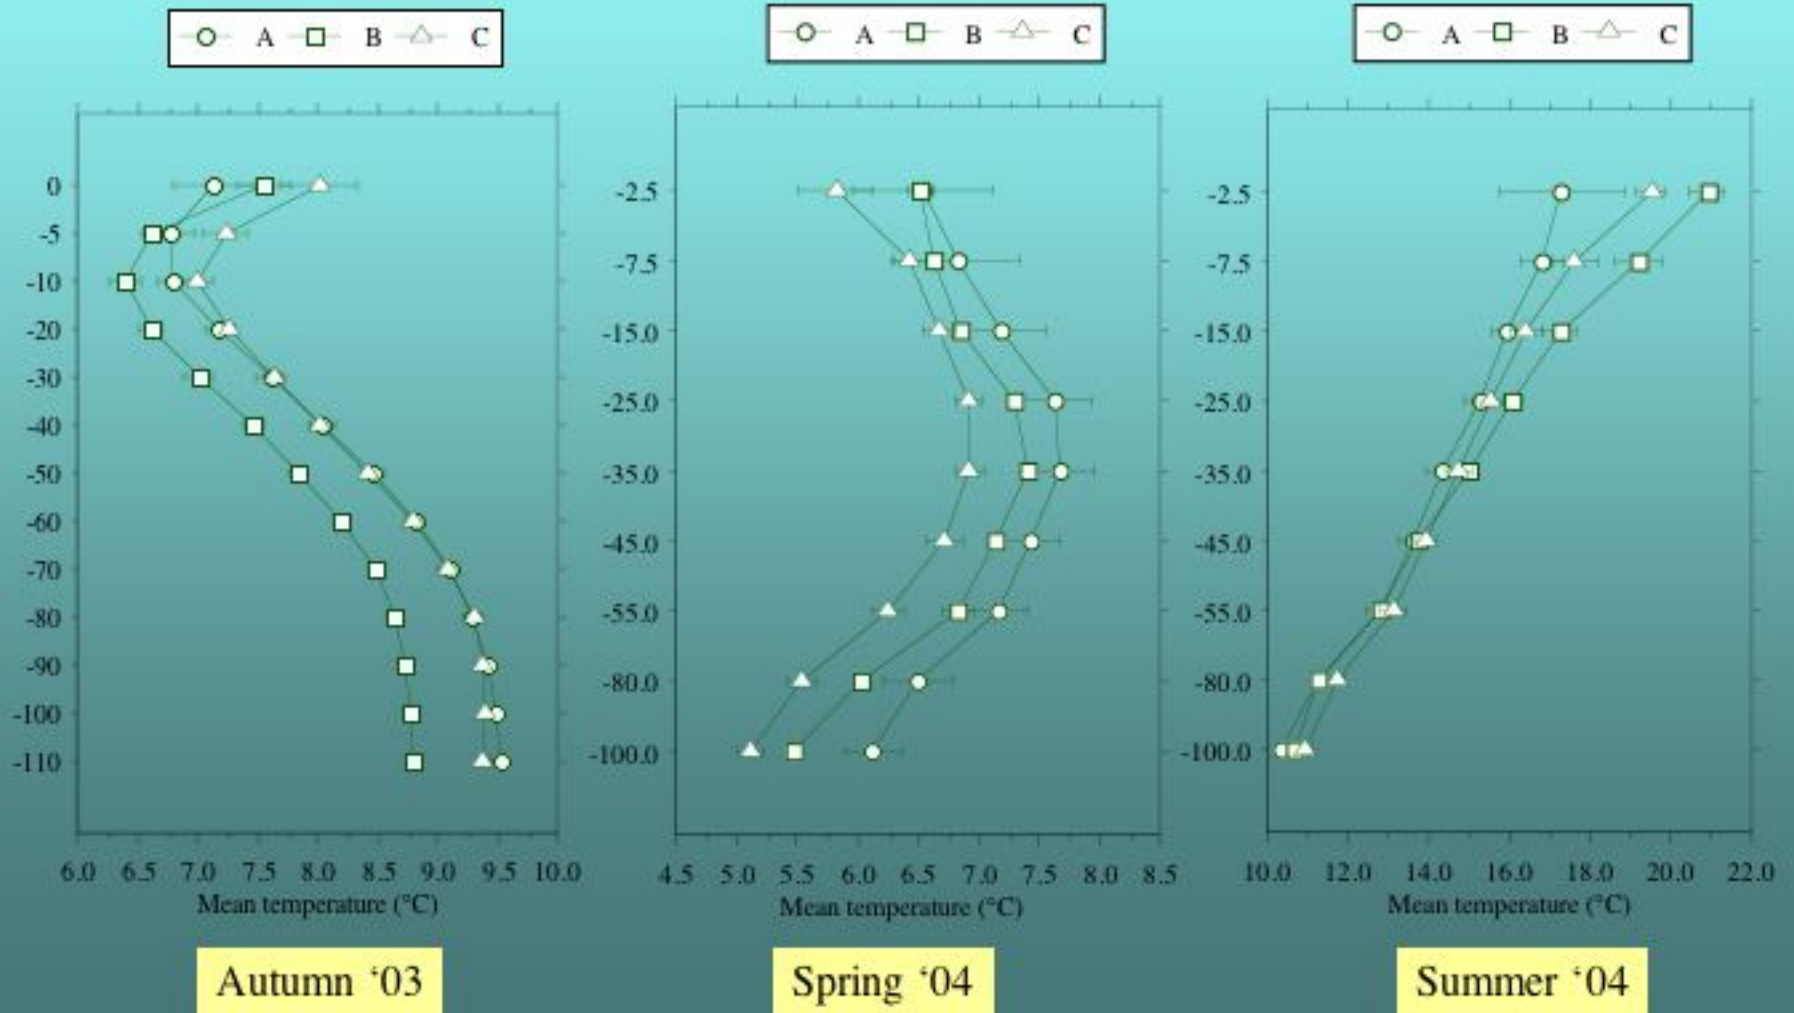 A B C
A B C
A B C
0
-5
-10
-20
-30
-40
-50
-60
-70
-80
-90
-100
-110
6.0 6.5 7.0 7.5 8.0 8.5 9.0 9.5 10.0
Mean temperature (°C)
Autumn ‘03
-2.5
-7.5
-15.0
-25.0
-35.0
-45.0
-55.0
-80.0
-100.0
4.5 5.0 5.5 6.0 6.5 7.0 7.5 8.0 8.5
Mean temperature (°C)
Spring ‘04
-2.5
-7.5
-15.0
-25.0
-35.0
-45.0
-55.0
-80.0
-100.0
10.0 12.0 14.0 16.0 18.0 20.0 22.0
Mean temperature (°C)
Summer ‘04